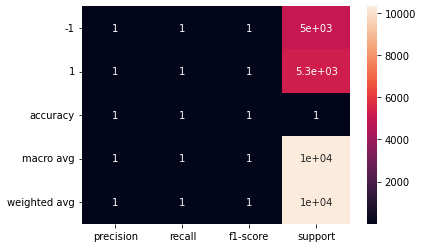 -1 1 1 1 5e+03
1 1 1 1 5.3e+03
accuracy 1 1 1 1
macro avg 1 1 1 1e+04
weighted avg 1 1 1 1e+04
precision recall f1-score support
10000
8000
6000
4000
2000